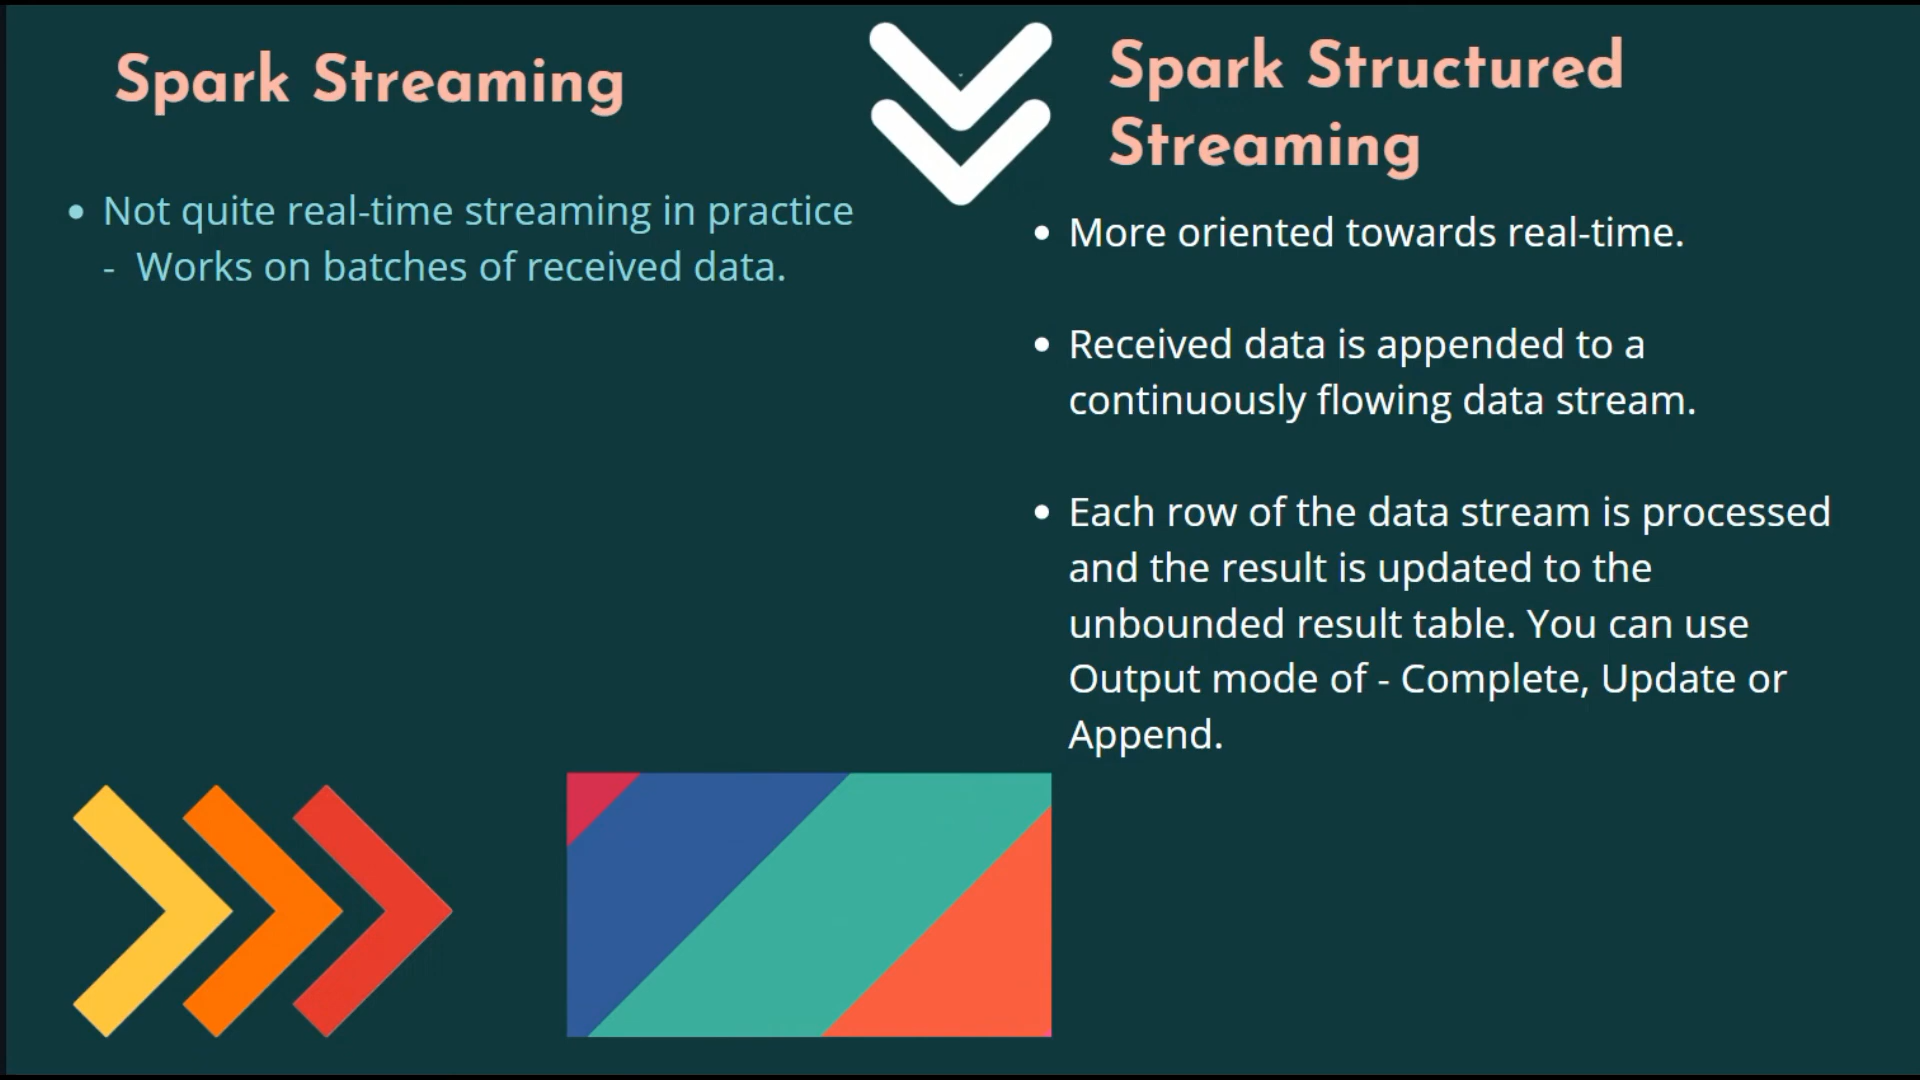 Spark Streaming
• Not quite real-time streaming in practice
- Works on batches of received data.
Spark Structured
Streaming
• More oriented towards real-time.
• Received data is appended to a
continuously flowing data stream.
• Each row of the data stream is processed
and the result is updated to the
unbounded result table. You can use
Output mode of - Complete, Update or
Append.